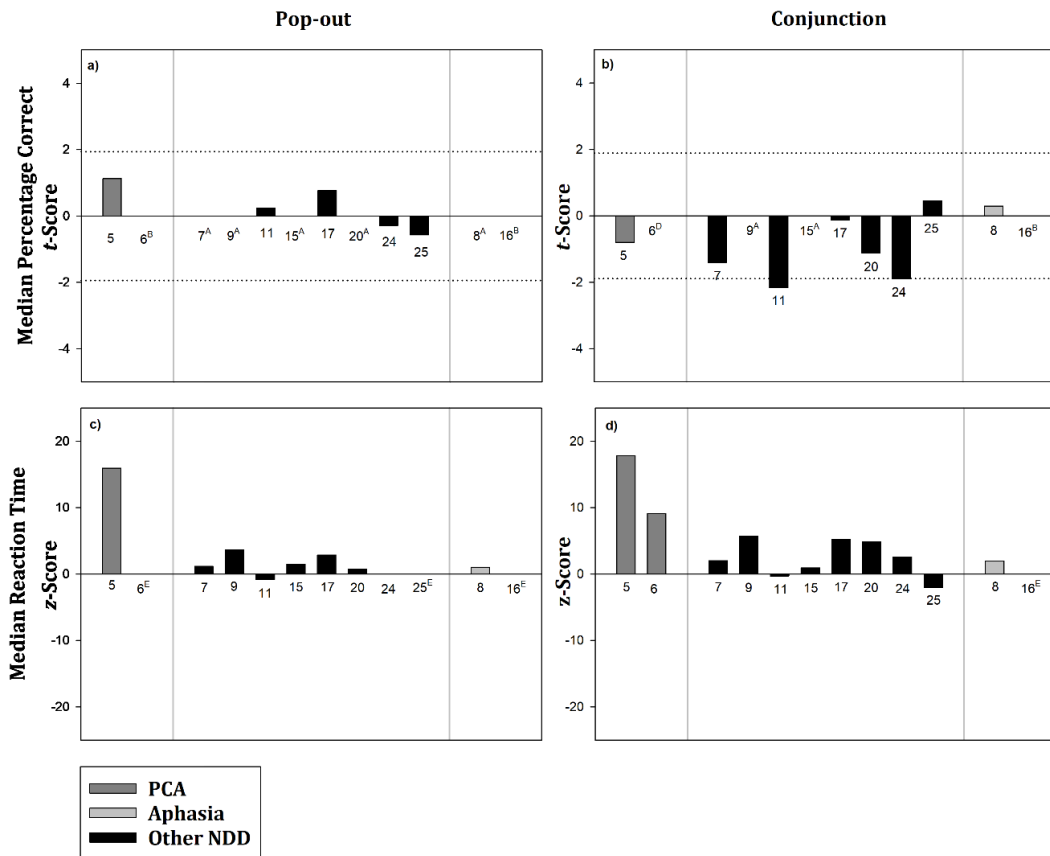 Pop-out
Conjunction
Median Percentage Correct
t-Score
a)
4
2
0
-2
-4
5
6B
7A
9A
11
15A
17
20A
24
25
8A
16B
t-Score
b)
4
2
0
-2
-4
5
6D
7
9A
11
15A
17
20
24
25
8
16B
Median Reaction Time
z-Score
c)
20
10
0
-10
-20
5
6E
7
9
11
15
17
20
24
25E
8
16E
z-Score
d)
20
10
0
-10
-20
5
6
7
9
11
15
17
20
24
25
8
16E
PCA
Aphasia
Other NDD